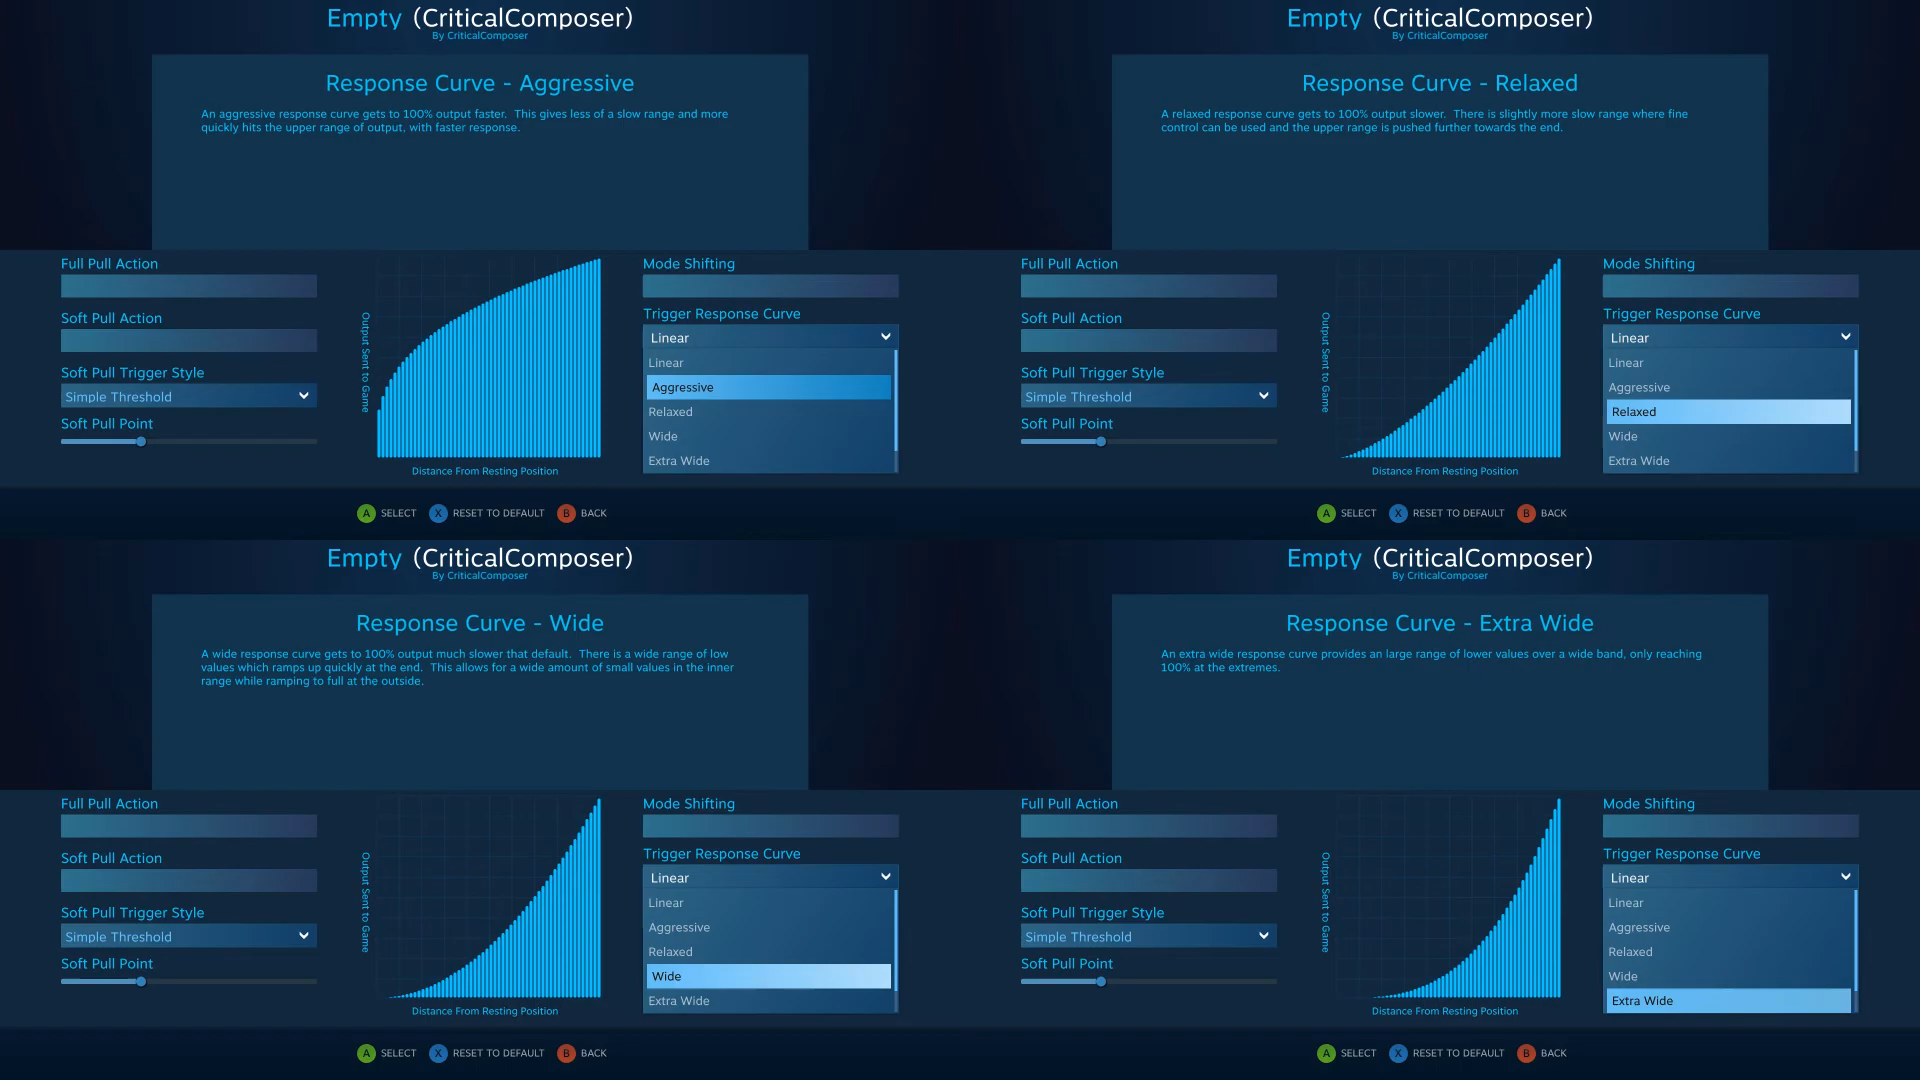 Empty (CriticalComposer)
By CriticalComposer
Response Curve - Aggressive
An aggressive response curve gets to 100% output faster.  This gives less of a slow range and more
quickly hits the upper range of output, with faster response.
Full Pull Action
Soft Pull Action
Soft Pull Trigger Style
Simple Threshold
Soft Pull Point
Output Sent to Game
Distance From Resting Position
Mode Shifting
Trigger Response Curve
Linear
Linear
Aggressive
Relaxed
Wide
Extra Wide
A SELECT X RESET TO DEFAULT B BACK
Empty (CriticalComposer)
By CriticalComposer
Response Curve - Relaxed
A relaxed response curve gets to 100% output slower.  There is slightly more slow range where fine
control can be used and the upper range is pushed further towards the end.
Full Pull Action
Soft Pull Action
Soft Pull Trigger Style
Simple Threshold
Soft Pull Point
Output Sent to Game
Distance From Resting Position
Mode Shifting
Trigger Response Curve
Linear
Linear
Aggressive
Relaxed
Wide
Extra Wide
A SELECT X RESET TO DEFAULT B BACK
Empty (CriticalComposer)
By CriticalComposer
Response Curve - Wide
A wide response curve gets to 100% output much slower that default.  There is a wide range of low
values which ramps up quickly at the end.  This allows for a wide amount of small values in the inner
range while ramping to full at the outside.
Full Pull Action
Soft Pull Action
Soft Pull Trigger Style
Simple Threshold
Soft Pull Point
Output Sent to Game
Distance From Resting Position
Mode Shifting
Trigger Response Curve
Linear
Linear
Aggressive
Relaxed
Wide
Extra Wide
A SELECT X RESET TO DEFAULT B BACK
Empty (CriticalComposer)
By CriticalComposer
Response Curve - Extra Wide
An extra wide response curve provides an large range of lower values over a wide band, only reaching
100% at the extremes.
Full Pull Action
Soft Pull Action
Soft Pull Trigger Style
Simple Threshold
Soft Pull Point
Output Sent to Game
Distance From Resting Position
Mode Shifting
Trigger Response Curve
Linear
Linear
Aggressive
Relaxed
Wide
Extra Wide
A SELECT X RESET TO DEFAULT B BACK